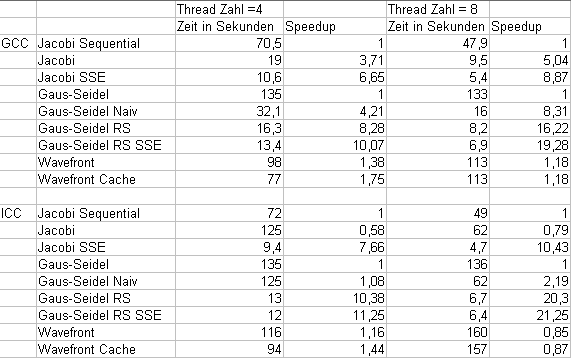 Thread Zahl =4 Thread Zahl = 8
Zeit in Sekunden Speedup Zeit in Sekunden Speedup
GCC Jacobi Sequential 70,5 1 47,9 1
Jacobi 19 3,71 9,5 5,04
Jacobi SSE 10,6 6,65 5,4 8,87
Gaus-Seidel 135 1 133 1
Gaus-Seidel Naiv 32,1 4,21 16 8,31
Gaus-Seidel RS 16,3 8,28 8,2 16,22
Gaus-Seidel RS SSE 13,4 10,07 6,9 19,28
Wavefront 98 1,38 113 1,18
Wavefront Cache 77 1,75 113 1,18
ICC Jacobi Sequential 72 1 49 1
Jacobi 125 0,58 62 0,79
Jacobi SSE 9,4 7,66 4,7 10,43
Gaus-Seidel 135 1 136 1
Gaus-Seidel Naiv 125 1,08 62 2,19
Gaus-Seidel RS 13 10,38 6,7 20,3
Gaus-Seidel RS SSE 12 11,25 6,4 21,25
Wavefront 116 1,16 160 0,85
Wavefront Cache 94 1,44 157 0,87